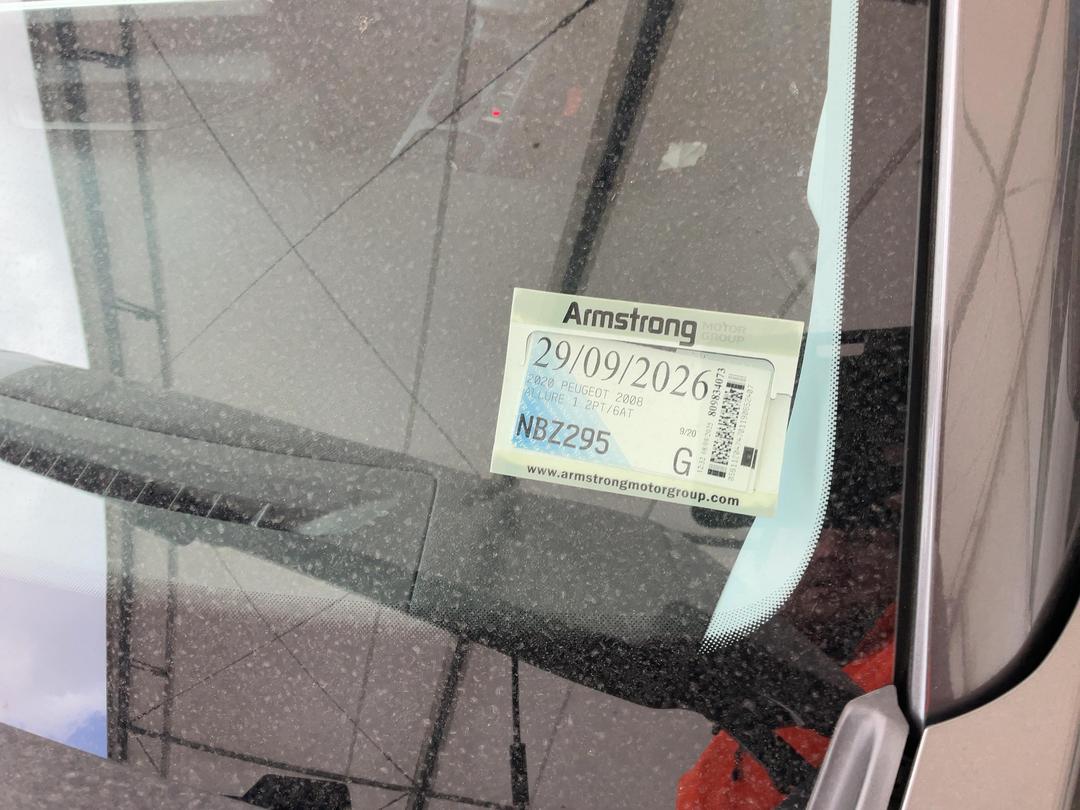 Armstrong MOTOR GROUP
29/09/2026
2020 PEUGEOT 2008
ALLURE 1 2PT/6AT
NBZ295
9/20
G
809834073
www.armstrongmotorgroup.com